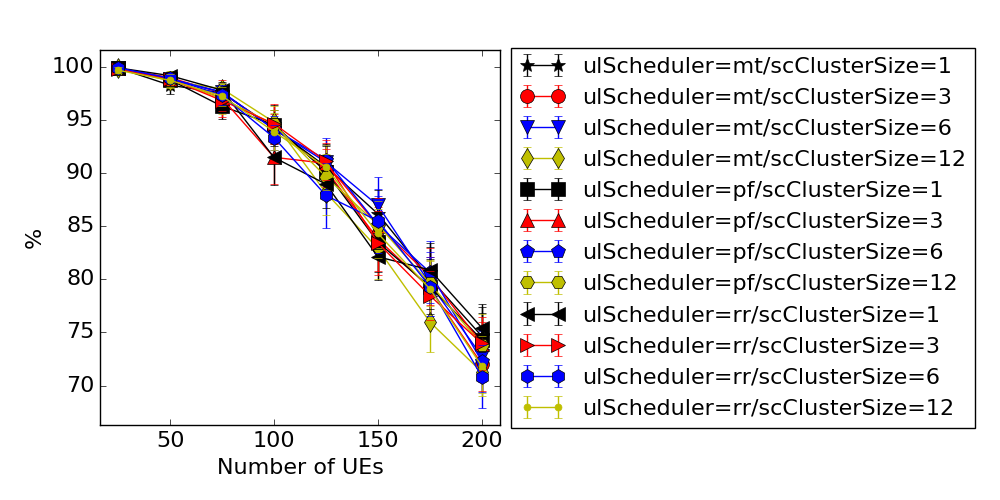 100
95
90
85
80
75
70
%
50
100
150
200
Number of UEs
ulScheduler=mt/scClusterSize=1
ulScheduler=mt/scClusterSize=3
ulScheduler=mt/scClusterSize=6
ulScheduler=mt/scClusterSize=12
ulScheduler=pf/scClusterSize=1
ulScheduler=pf/scClusterSize=3
ulScheduler=pf/scClusterSize=6
ulScheduler=pf/scClusterSize=12
ulScheduler=rr/scClusterSize=1
ulScheduler=rr/scClusterSize=3
ulScheduler=rr/scClusterSize=6
ulScheduler=rr/scClusterSize=12